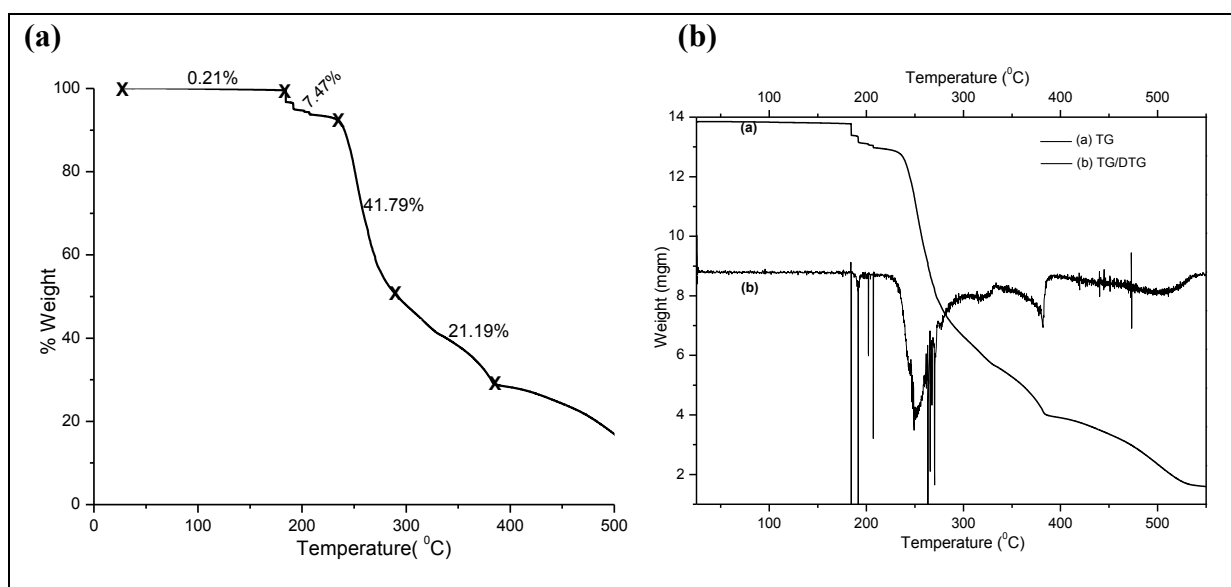 (a)
0.21%
7.47%
41.79%
21.19%
% Weight
100
80
60
40
20
0
0 100 200 300 400 500
Temperature( ⁰C)
(b)
Temperature (⁰C)
100 200 300 400 500
14
12
10
8
6
4
2
Weight (mgm)
(a)
(b)
(a) TG
(b) TG/DTG
100 200 300 400 500
Temperature (⁰C)